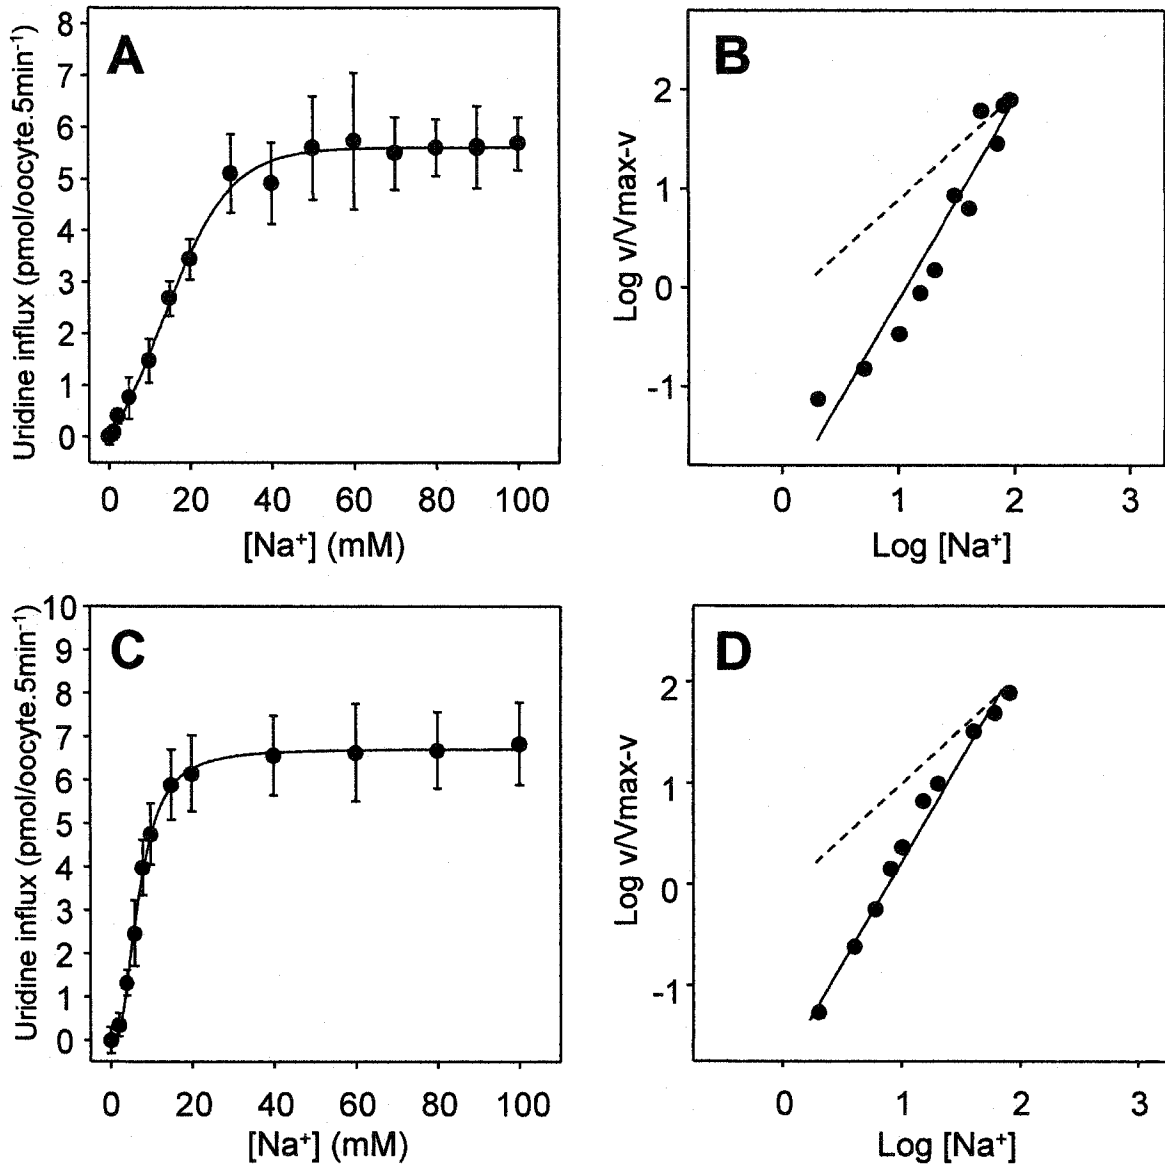 A
Uridine influx (pmol/oocyte.5min⁻¹)
8
7
6
5
4
3
2
1
0
0 20 40 60 80 100
[Na⁺] (mM)
B
Log v/Vmax-v
2
1
0
-1
0 1 2 3
Log [Na⁺]
C
Uridine influx (pmol/oocyte.5min⁻¹)
10
9
8
7
6
5
4
3
2
1
0
0 20 40 60 80 100
[Na⁺] (mM)
D
Log v/Vmax-v
2
1
0
-1
0 1 2 3
Log [Na⁺]